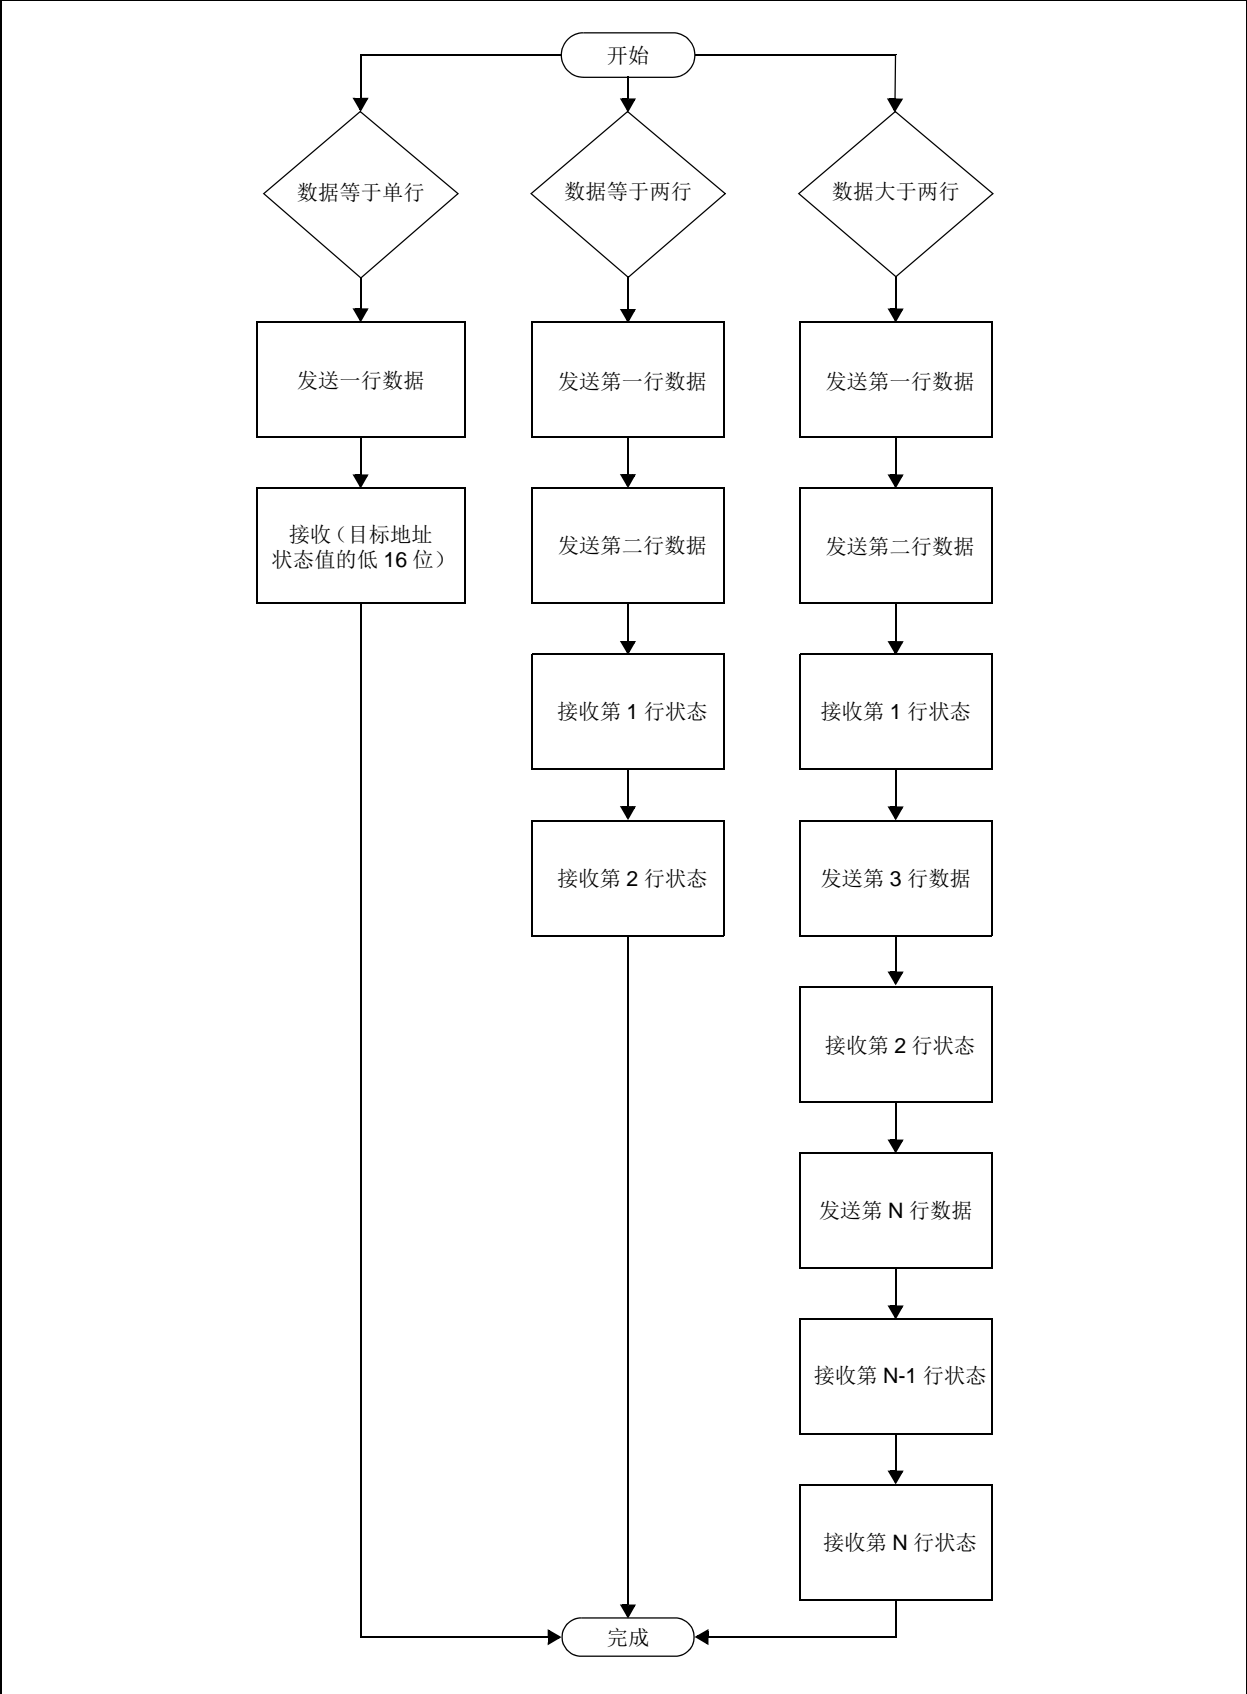 开始
数据等于单行
数据等于两行
数据大于两行
发送一行数据
发送第一行数据
发送第一行数据
接收（目标地址
状态值的低 16 位）
发送第二行数据
发送第二行数据
接收第 1 行状态
接收第 1 行状态
接收第 2 行状态
发送第 3 行数据
接收第 2 行状态
发送第 N 行数据
接收第 N-1 行状态
接收第 N 行状态
完成